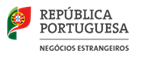 REPÚBLICA
PORTUGUESA
NEGÓCIOS ESTRANGEIROS